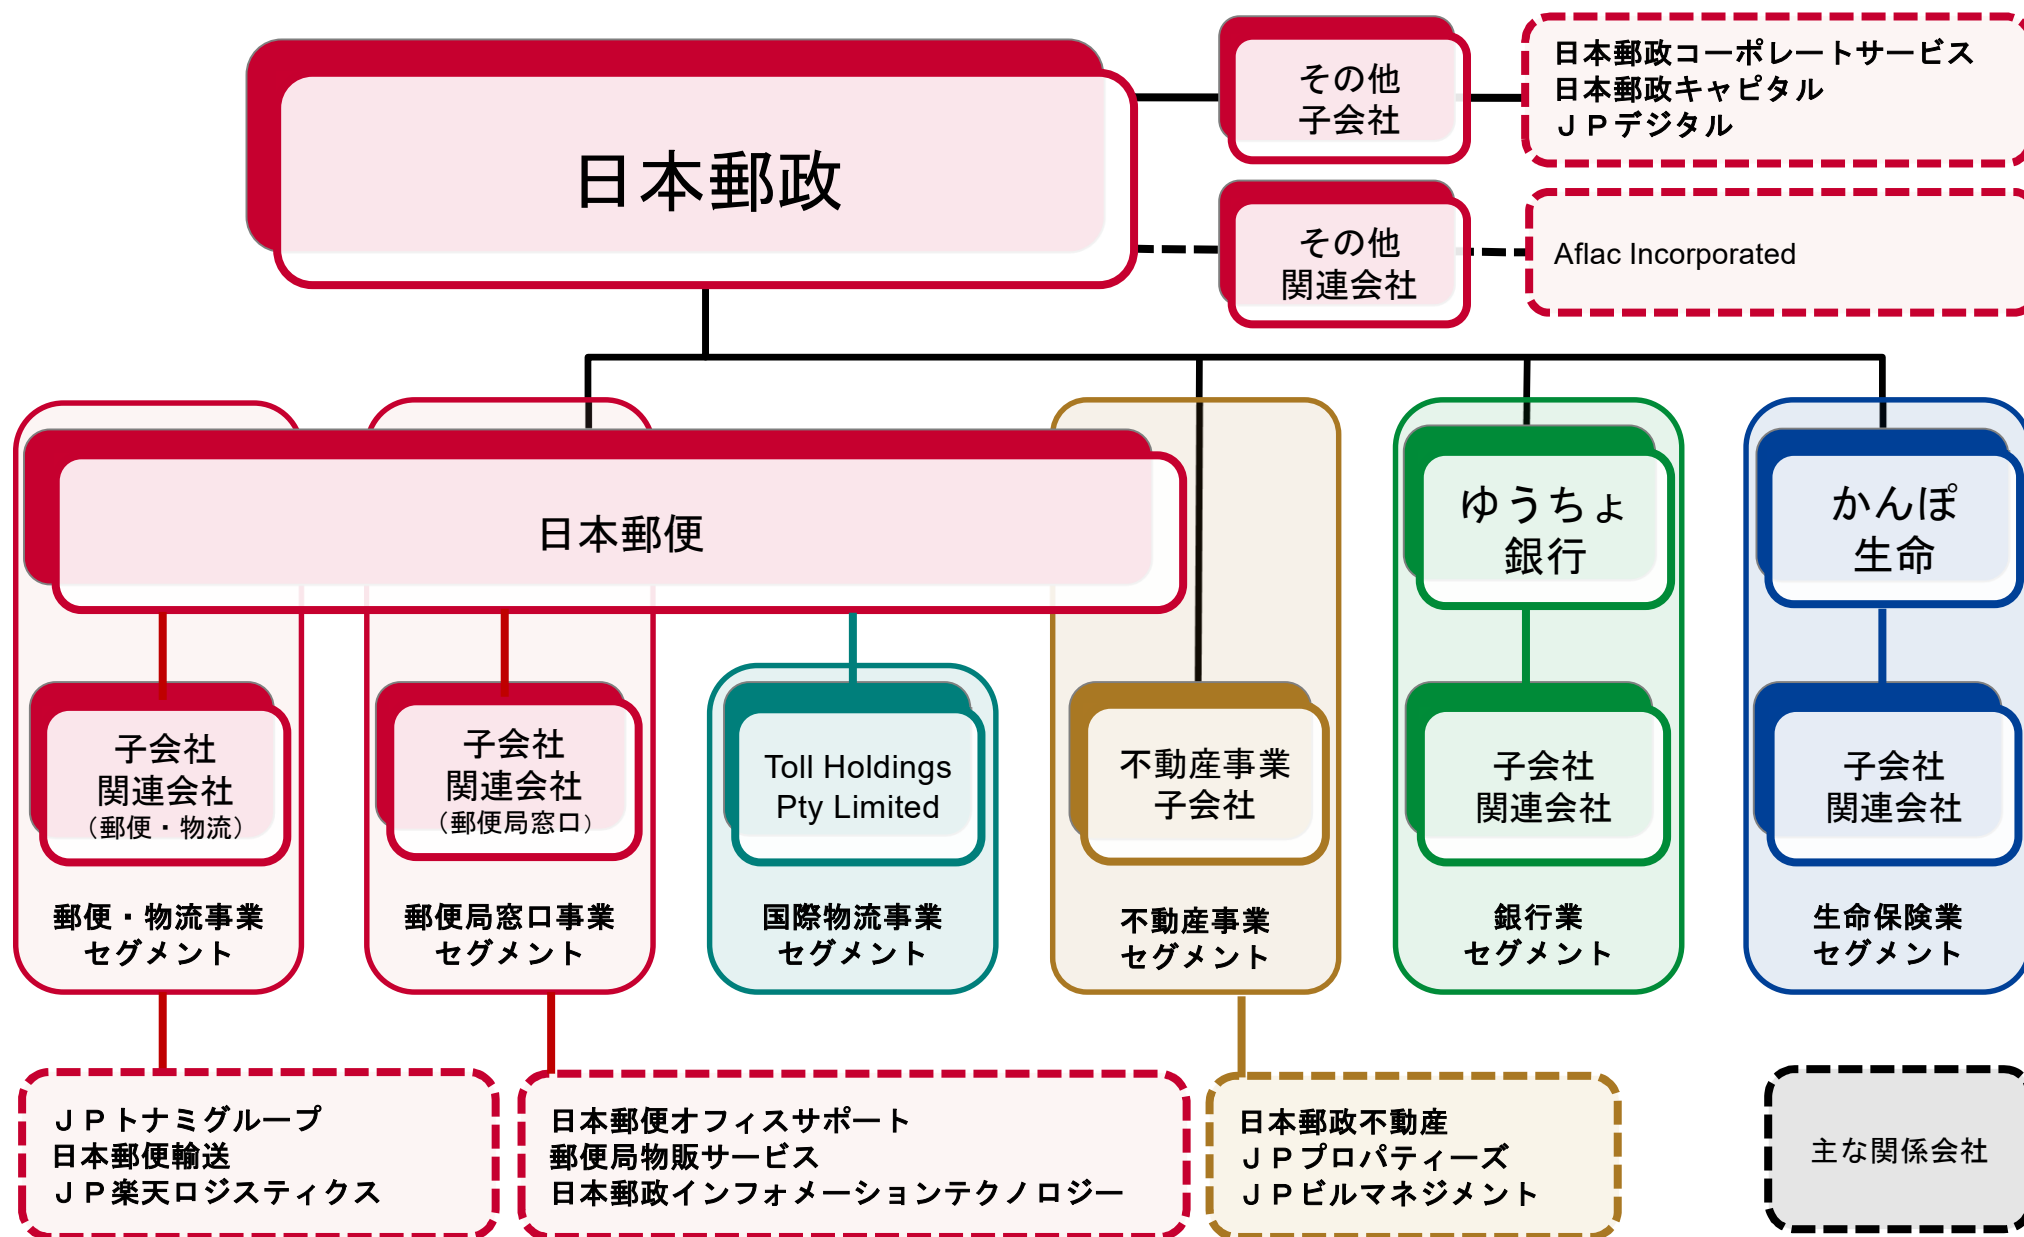 日本郵政
その他
子会社
日本郵政コーポレートサービス
日本郵政キャピタル
ＪＰデジタル
その他
関連会社
Aflac Incorporated
日本郵便
ゆうちょ
銀行
かんぽ
生命
子会社
関連会社
（郵便・物流）
子会社
関連会社
（郵便局窓口）
Toll Holdings
Pty Limited
不動産事業
子会社
子会社
関連会社
子会社
関連会社
郵便・物流事業
セグメント
郵便局窓口事業
セグメント
国際物流事業
セグメント
不動産事業
セグメント
銀行業
セグメント
生命保険業
セグメント
ＪＰトナミグループ
日本郵便輸送
ＪＰ楽天ロジスティクス
日本郵便オフィスサポート
郵便局物販サービス
日本郵政インフォメーションテクノロジー
日本郵政不動産
ＪＰプロパティーズ
ＪＰビルマネジメント
主な関係会社